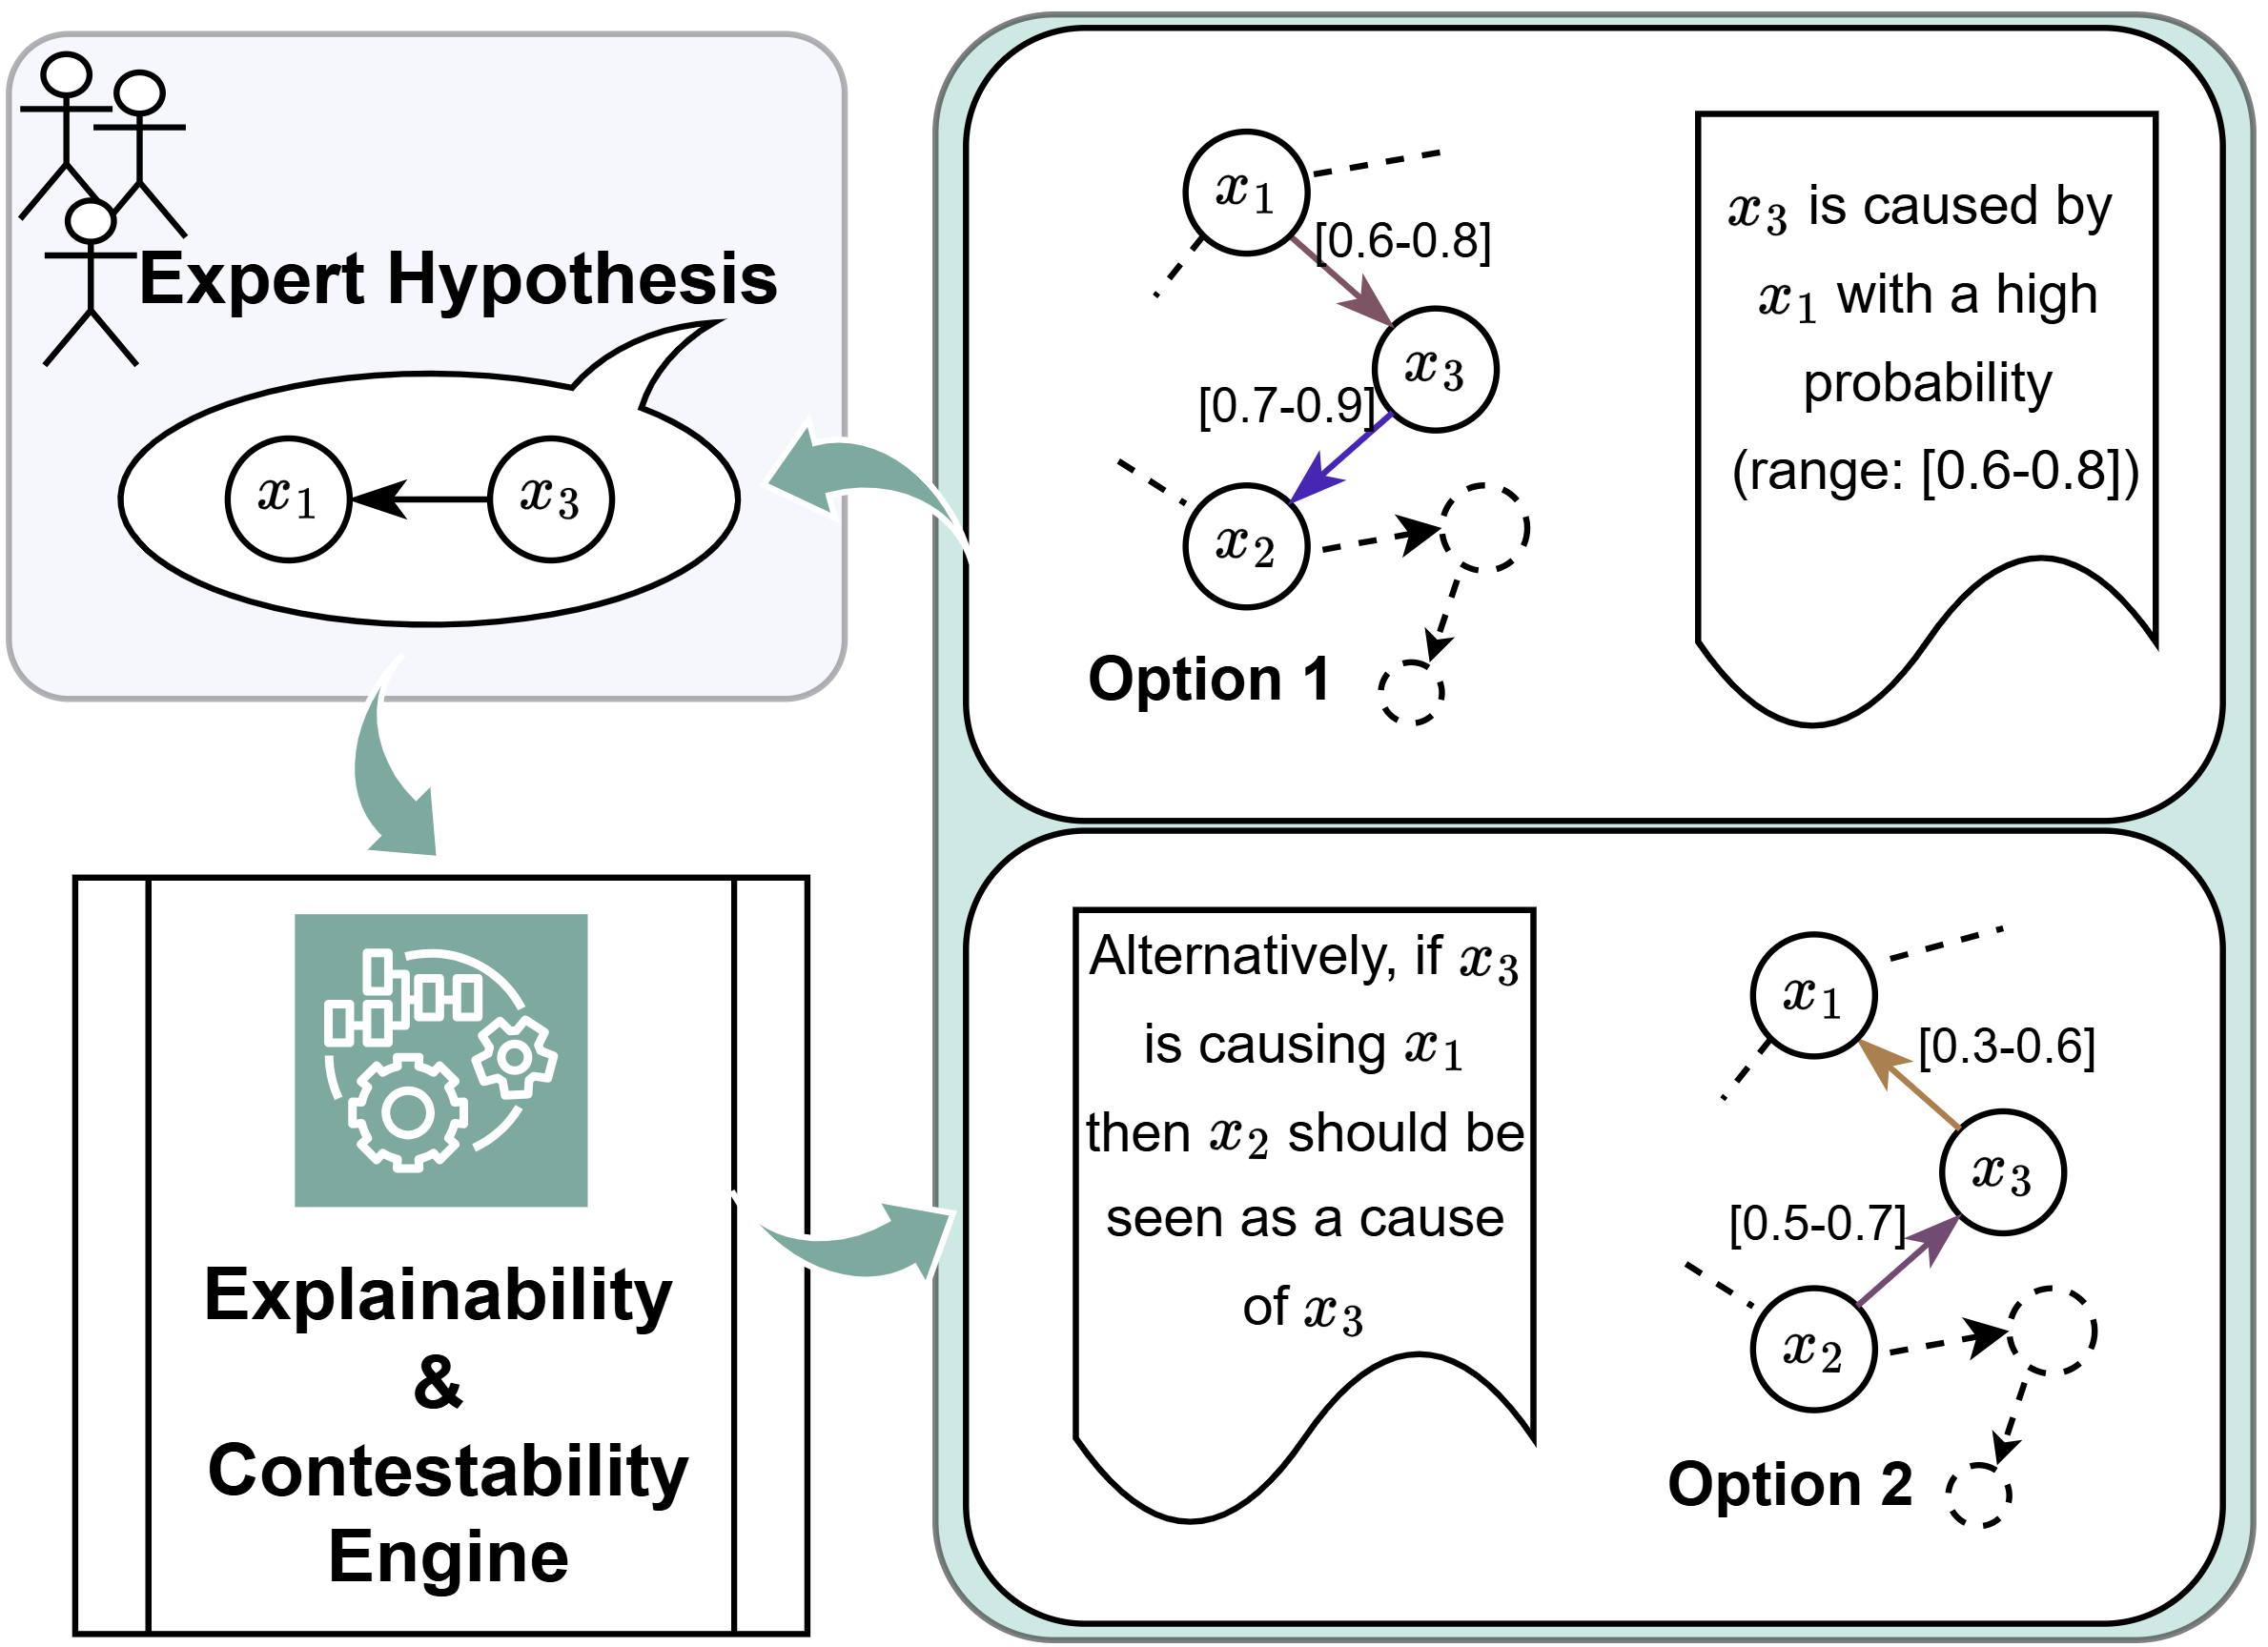 Expert Hypothesis
x1
x3
x1
[0.6-0.8]
x3
[0.7-0.9]
x2
Option 1
x3 is caused by
x1 with a high
probability
(range: [0.6-0.8])
Explainability
&
Contestability
Engine
Alternatively, if x3
is causing x1
then x2 should be
seen as a cause
of x3
x1
[0.3-0.6]
x3
[0.5-0.7]
x2
Option 2